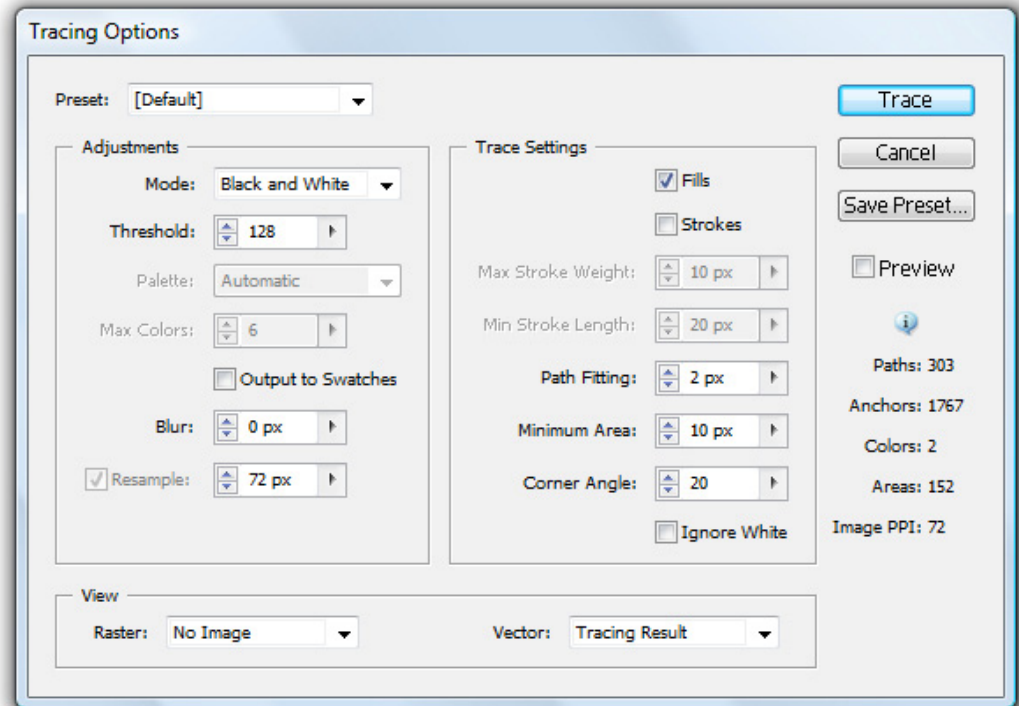 Tracing Options
Preset: [Default]
Trace
Adjustments
Mode: Black and White
Threshold: 128
Palette: Automatic
Max Colors: 6
Output to Swatches
Blur: 0 px
Resample: 72 px
Trace Settings
Fills
Strokes
Max Stroke Weight: 10 px
Min Stroke Length: 20 px
Path Fitting: 2 px
Minimum Area: 10 px
Corner Angle: 20
Ignore White
Cancel
Save Preset...
Preview
Paths: 303
Anchors: 1767
Colors: 2
Areas: 152
Image PPI: 72
View
Raster: No Image
Vector: Tracing Result